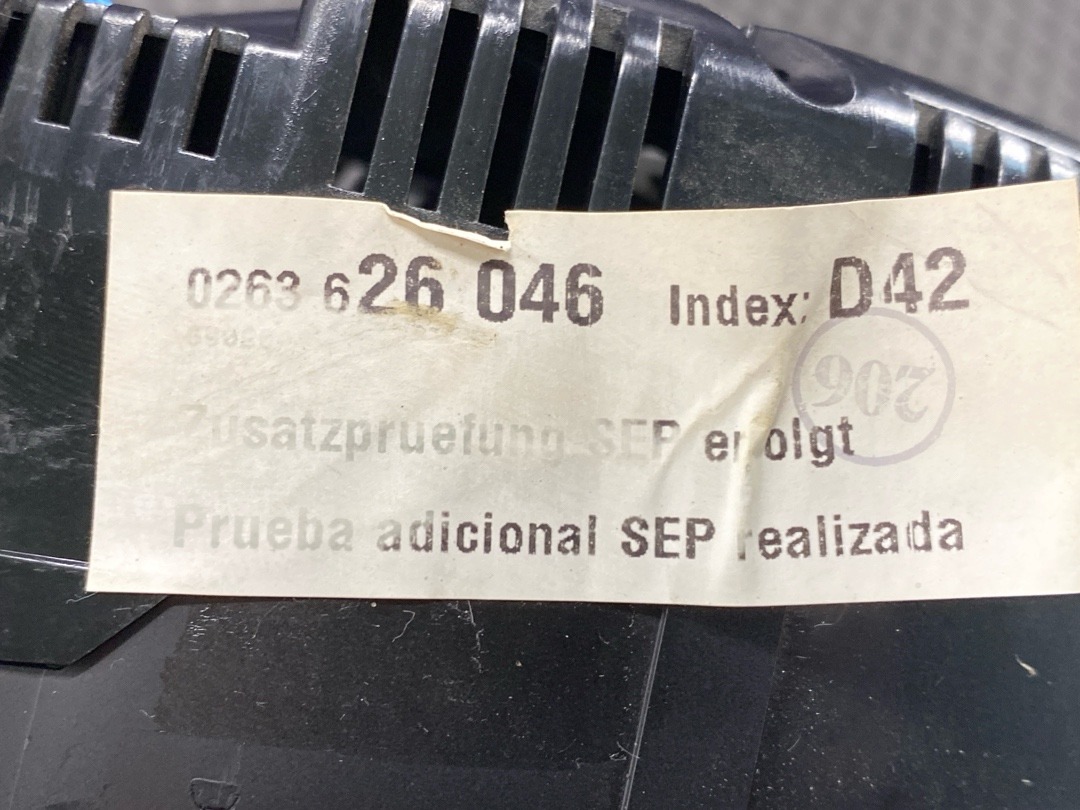 0263 626 046 Index: D42
206
Zusatzpruefung SEP erfolgt
Prueba adicional SEP realizada